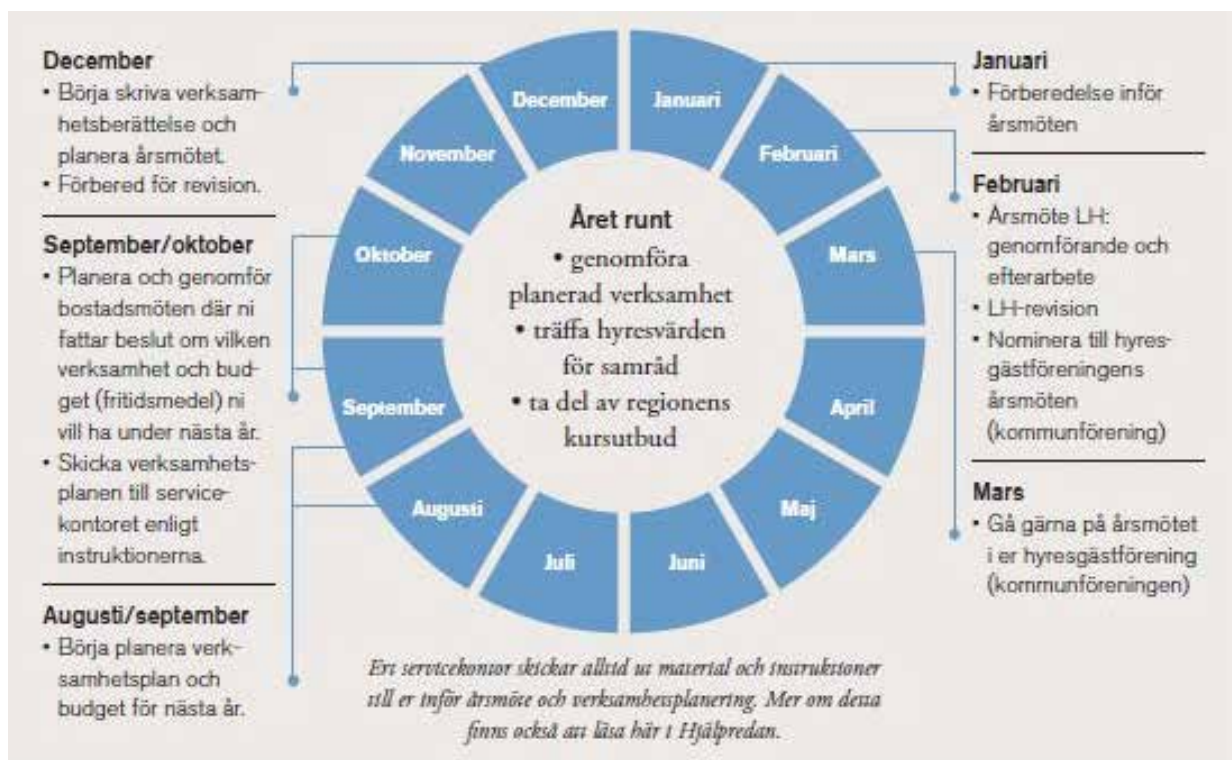 December
• Börja skriva verksam-
hetsberättelse och
planera årsmötet.
• Förbered för revision.
September/oktober
• Planera och genomför
bostadsmöten där ni
fattar beslut om vilken
verksamhet och bud-
get (fritidsmedel) ni
vill ha under nästa år.
• Skicka verksamhets-
planen till service-
kontoret enligt
instruktionerna.
Augusti/september
• Börja planera verk-
samhetsplan och
budget för nästa år.
December
Januari
November
Februari
Oktober
Mars
September
April
Augusti
Maj
Juli
Juni
Året runt
• genomföra
planerad verksamhet
• träffa hyresvärden
för samråd
• ta del av regionens
kursutbud
Ert servicekontor skickar alltid ut material och instruktioner
till er inför årsmöte och verksamhetsplanering. Mer om detta
finns också att läsa här i Hjälpredan.
Januari
• Förberedelse inför
årsmöten
Februari
• Årsmöte LH:
genomförande och
efterarbete
• LH-revision
• Nominera till hyres-
gästföreningens
årsmöten
(kommunförening)
Mars
• Gå gärna på årsmötet
i er hyresgästförening
(kommunföreningen)